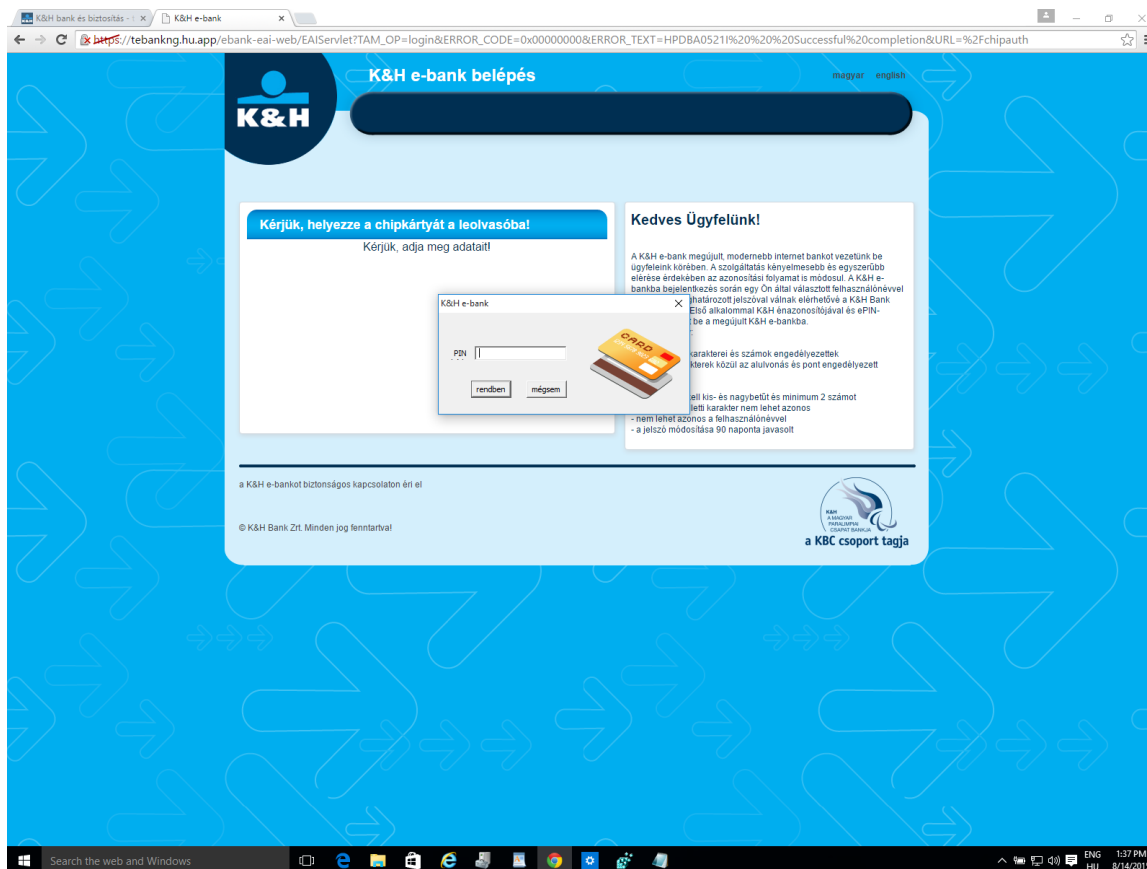 K&H bank és biztosítás - t
K&H e-bank
https://tebankng.hu.app/ebank-eai-web/EAIServlet?TAM_OP=login&ERROR_CODE=0x00000000&ERROR_TEXT=HPDBA0521I%20%20%20Successful%20completion&URL=%2Fchipauth
K&H e-bank belépés
magyar english
K&H
Kérjük, helyezze a chipkártyát a leolvasóba!
Kérjük, adja meg adatait!
Kedves Ügyfelünk!
A K&H e-bank megújult, modernebb internet bankot vezetünk be
ügyfeleink körében. A szolgáltatás kényelmesebb és egyszerűbb
elérése érdekében az azonosítási folyamat is módosul. A K&H e-
bankba bejelentkezés során egy Ön által választott felhasználónévvel
határozott jelszóval válnak elérhetővé a K&H Bank
Első alkalommal K&H énazonosítójával és ePIN-
be a megújult K&H e-bankba.
karakterei és számok engedélyezettek
az alulvonás és pont engedélyezett
kis- és nagybetűt és minimum 2 számot
karakter nem lehet azonos
- nem lehet azonos a felhasználónévvel
- a jelszó módosítása 90 naponta javasolt
K&H e-bank
PIN
CARD
rendben mégsem
a K&H e-bankot biztonságos kapcsolaton éri el
© K&H Bank Zrt. Minden jog fenntartva!
K&H
A MAGYAR
PARALIMPIAI
CSAPAT BANKJA
a KBC csoport tagja
Search the web and Windows
ENG 1:37 PM
HU 8/14/201